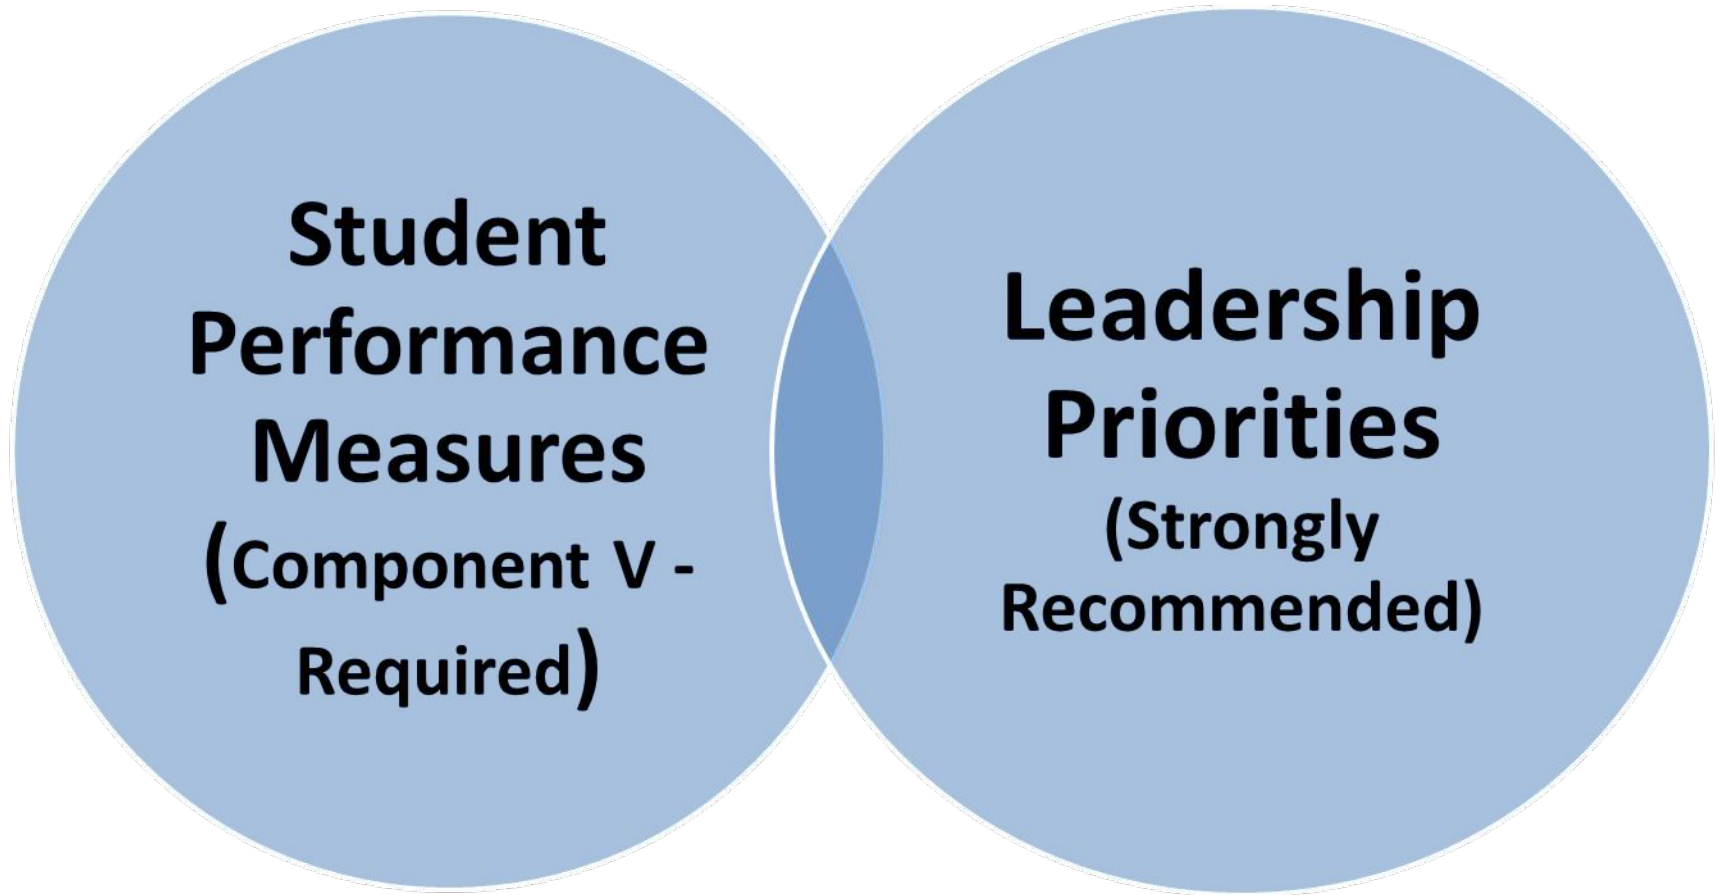 Student
Performance
Measures
(Component V -
Required)
Leadership
Priorities
(Strongly
Recommended)